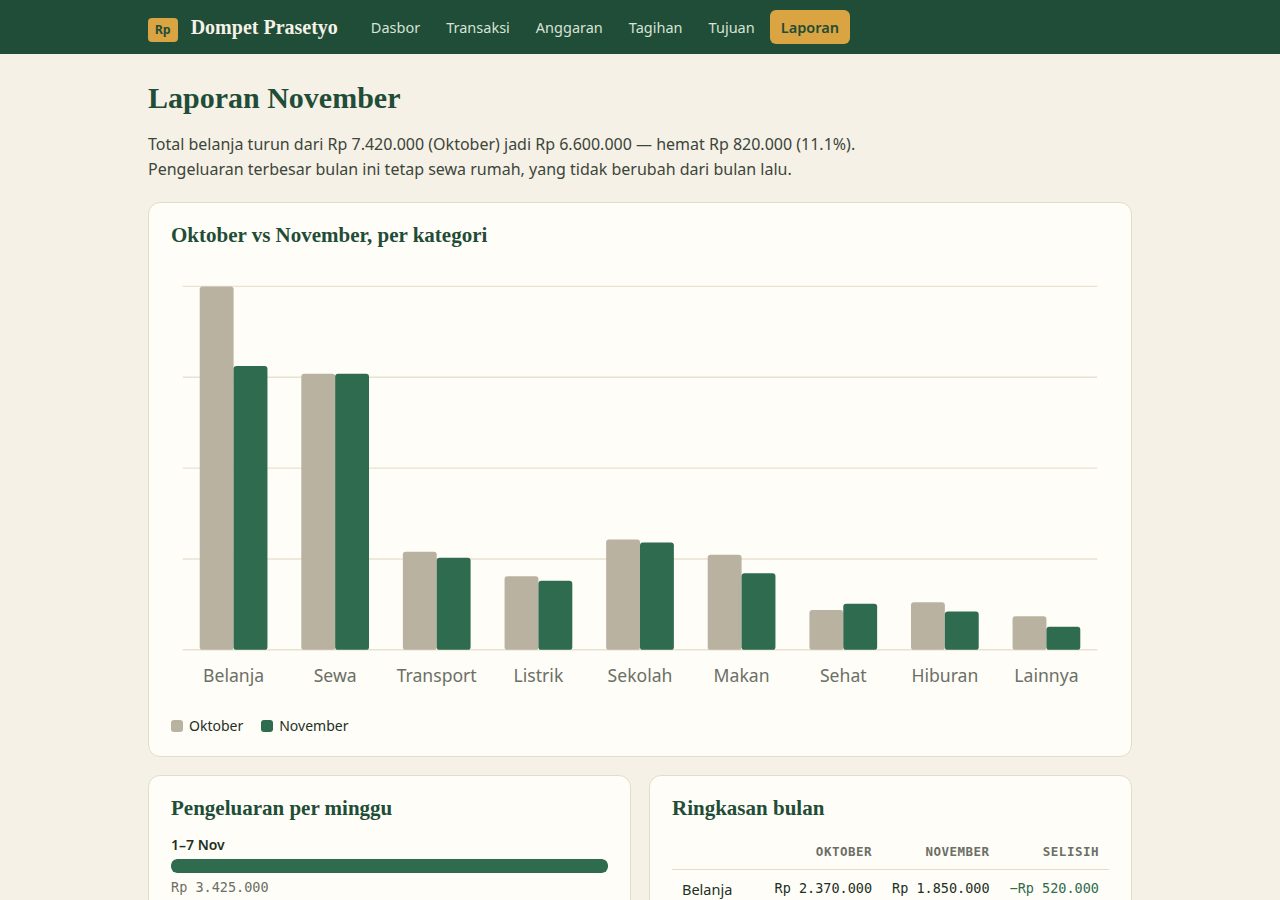 Rp Dompet Prasetyo Dasbor Transaksi Anggaran Tagihan Tujuan Laporan
Laporan November
Total belanja turun dari Rp 7.420.000 (Oktober) jadi Rp 6.600.000 — hemat Rp 820.000 (11.1%).
Pengeluaran terbesar bulan ini tetap sewa rumah, yang tidak berubah dari bulan lalu.
Oktober vs November, per kategori
Belanja Sewa Transport Listrik Sekolah Makan Sehat Hiburan Lainnya
Oktober November
Pengeluaran per minggu
1–7 Nov
Rp 3.425.000
Ringkasan bulan
OKTOBER NOVEMBER SELISIH
Belanja Rp 2.370.000 Rp 1.850.000 −Rp 520.000